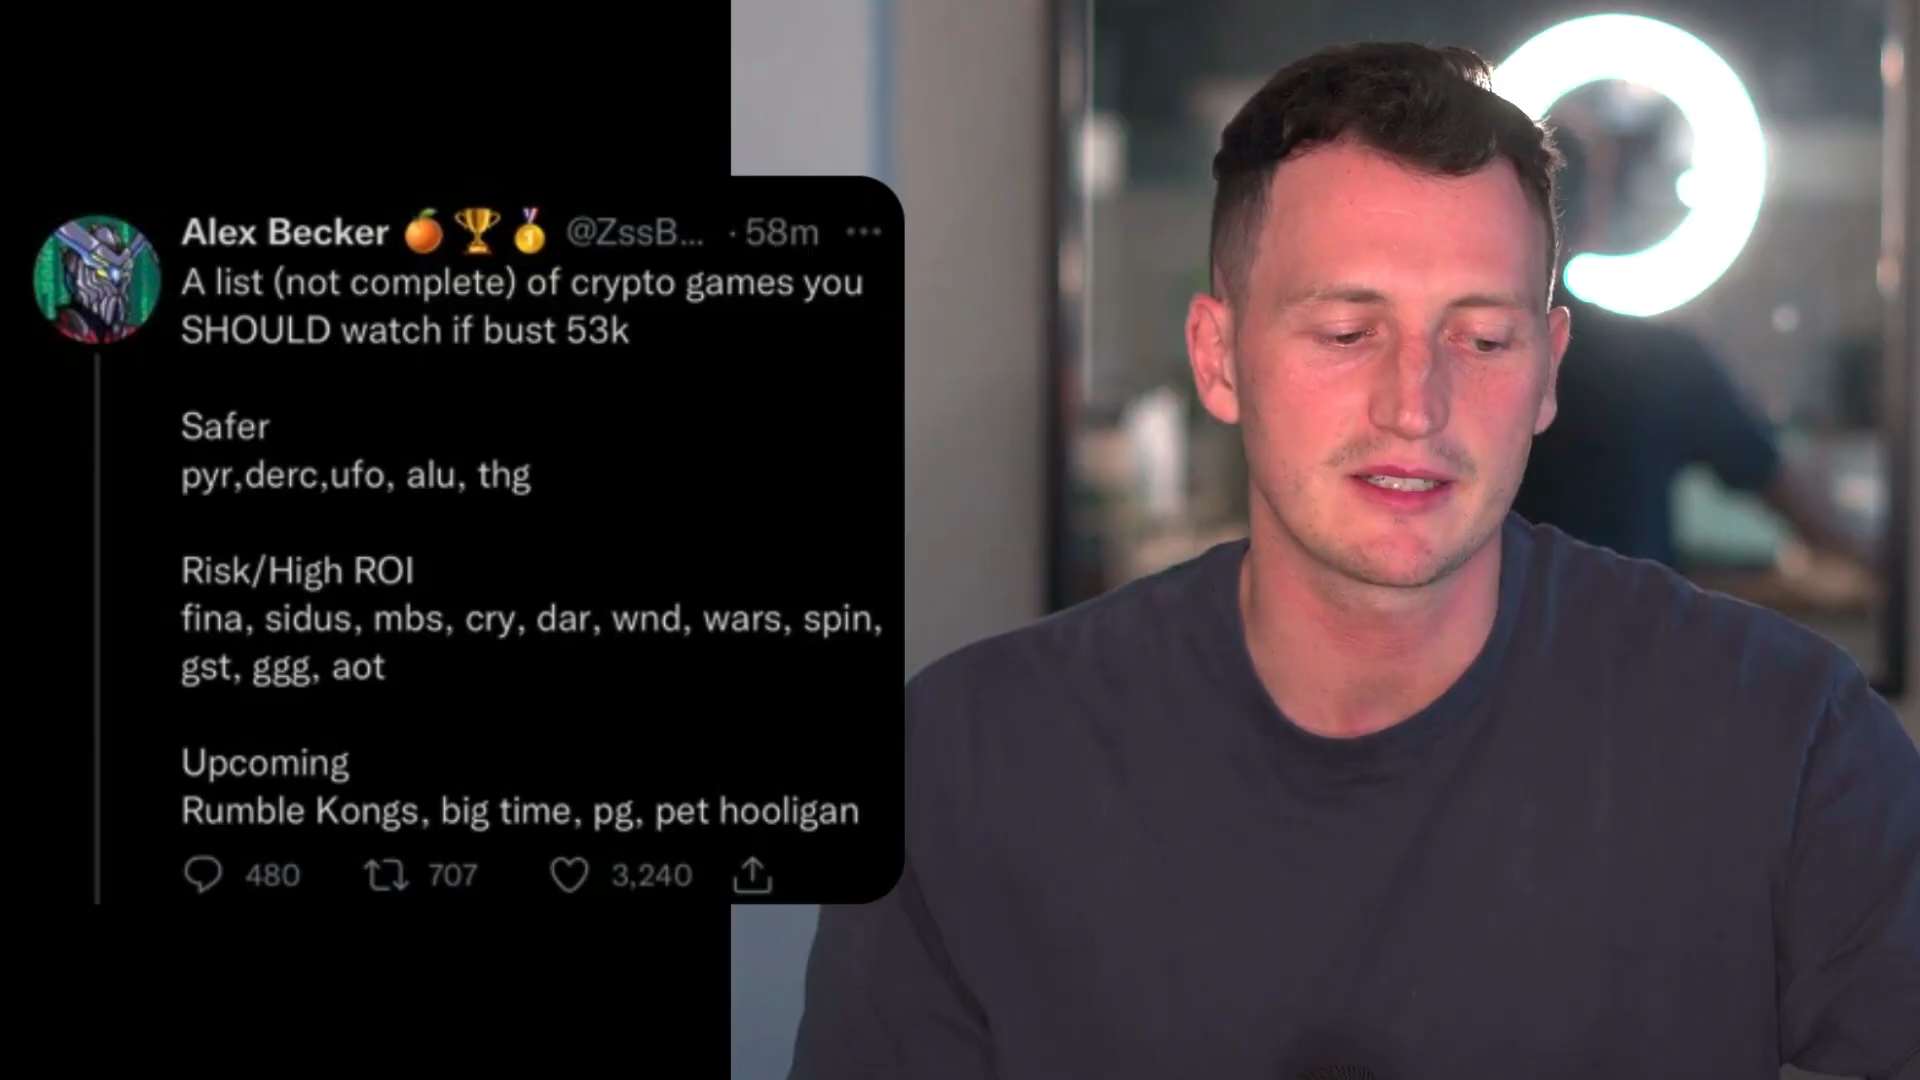 Alex Becker 🍊🏆🥇 @ZssB... · 58m ...
A list (not complete) of crypto games you
SHOULD watch if bust 53k
Safer
pyr,derc,ufo, alu, thg
Risk/High ROI
fina, sidus, mbs, cry, dar, wnd, wars, spin,
gst, ggg, aot
Upcoming
Rumble Kongs, big time, pg, pet hooligan
480 707 3,240